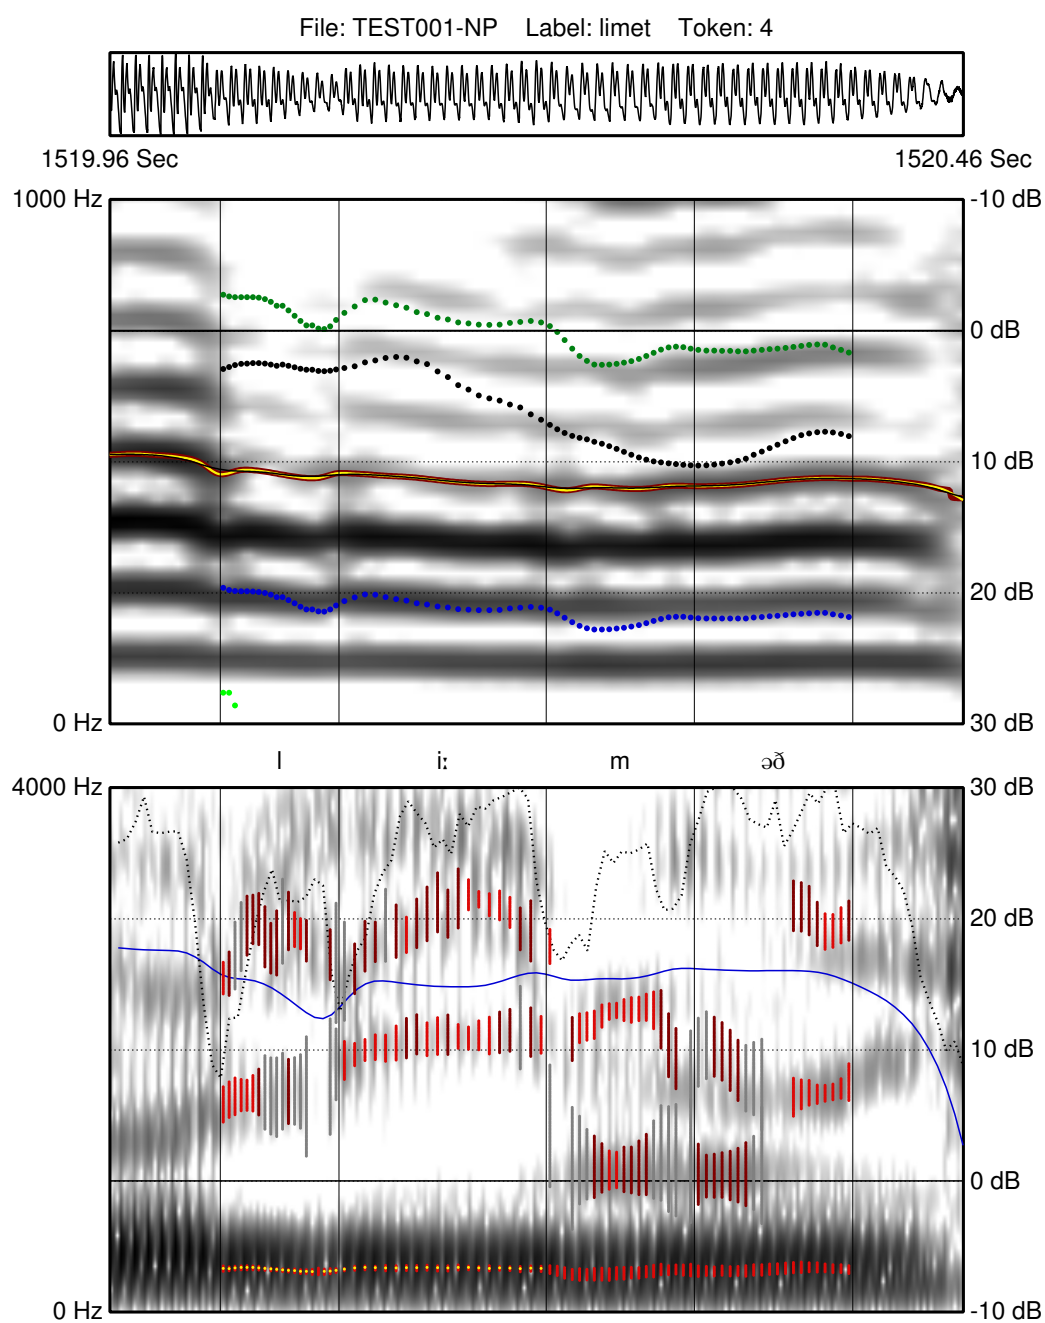 File: TEST001-NP Label: limet Token: 4
1519.96 Sec 1520.46 Sec
1000 Hz -10 dB
0 dB
10 dB
20 dB
0 Hz 30 dB
l iː m əð
4000 Hz 30 dB
20 dB
10 dB
0 dB
0 Hz -10 dB